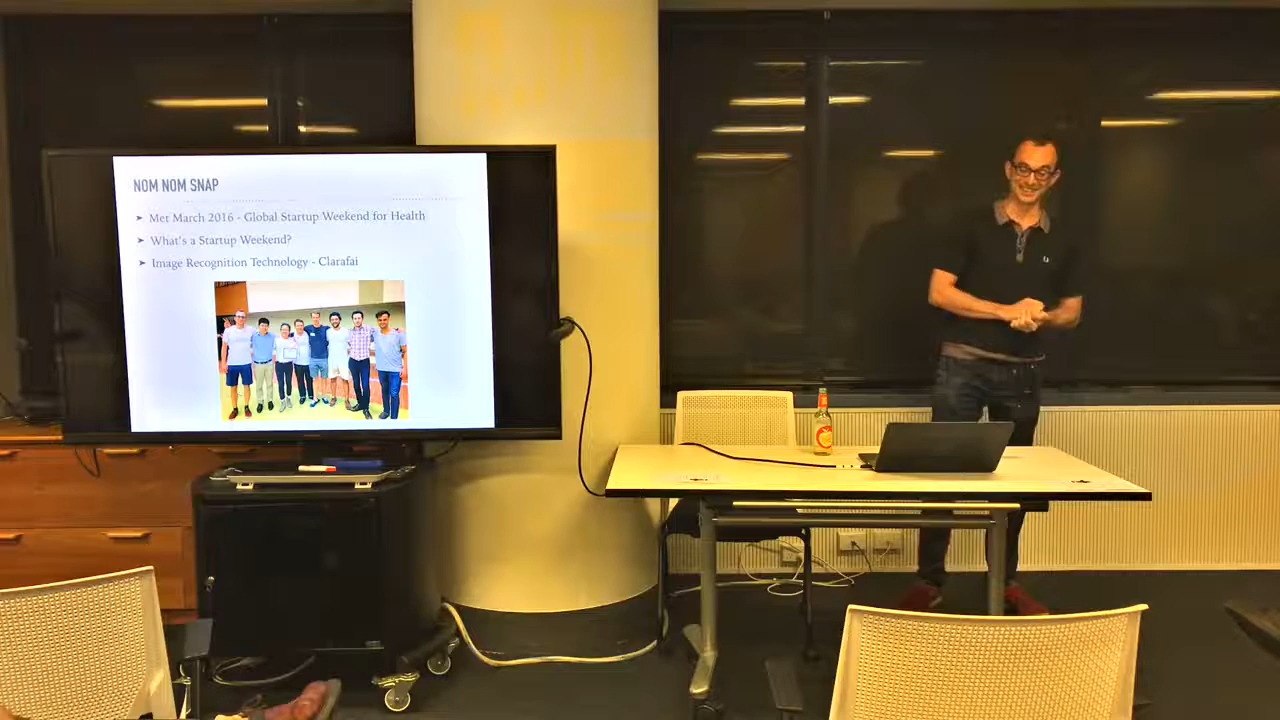 NOM NOM SNAP
Met March 2016 - Global Startup Weekend for Health
What's a Startup Weekend?
Image Recognition Technology - Clarafai